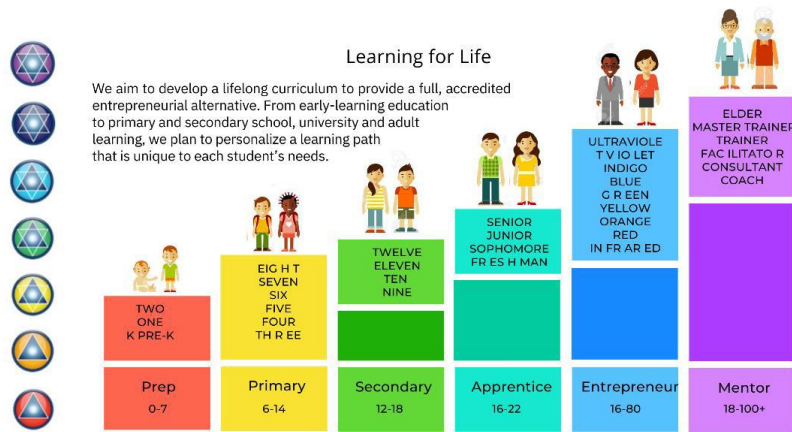 Learning for Life
We aim to develop a lifelong curriculum to provide a full, accredited
entrepreneurial alternative. From early-learning education
to primary and secondary school, university and adult
learning, we plan to personalize a learning path
that is unique to each student's needs.
TWO
ONE
K PRE-K
Prep
0-7
EIG H T
SEVEN
SIX
FIVE
FOUR
TH R EE
Primary
6-14
TWELVE
ELEVEN
TEN
NINE
Secondary
12-18
SENIOR
JUNIOR
SOPHOMORE
FR ES H MAN
Apprentice
16-22
ULTRAVIOLE
T V IO LET
INDIGO
BLUE
G R EEN
YELLOW
ORANGE
RED
IN FR AR ED
Entrepreneur
16-80
ELDER
MASTER TRAINER
TRAINER
FAC ILITATO R
CONSULTANT
COACH
Mentor
18-100+